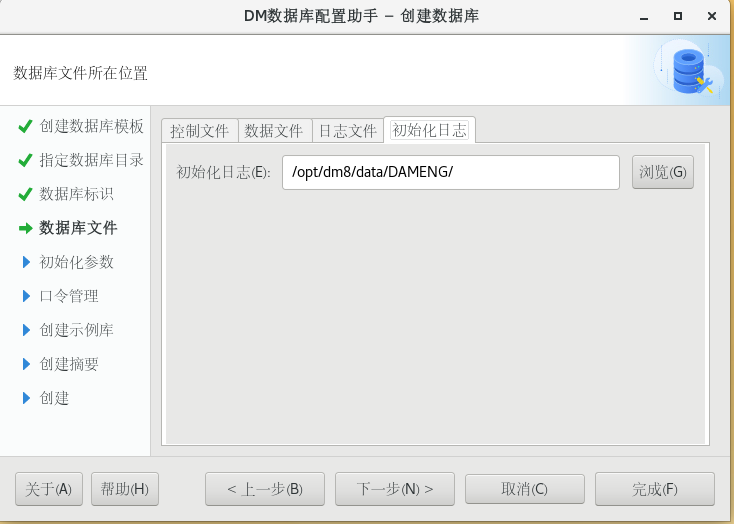 DM数据库配置助手 – 创建数据库
数据库文件所在位置
创建数据库模板
指定数据库目录
数据库标识
数据库文件
初始化参数
口令管理
创建示例库
创建摘要
创建
控制文件 数据文件 日志文件 初始化日志
初始化日志(E): /opt/dm8/data/DAMENG/ 浏览(G)
关于(A) 帮助(H) < 上一步(B) 下一步(N) > 取消(C) 完成(F)